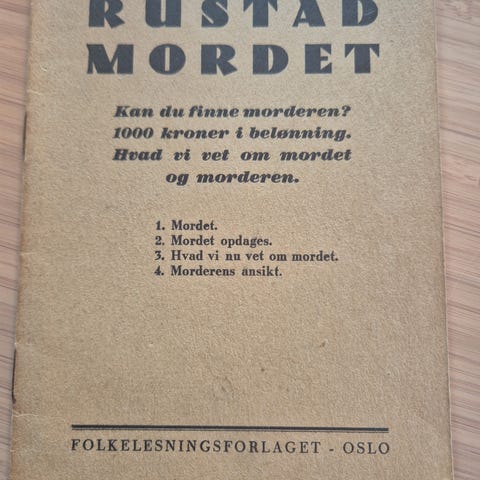 RUSTAD
MORDET
Kan du finne morderen?
1000 kroner i belønning.
Hvad vi vet om mordet
og morderen.
1. Mordet.
2. Mordet opdages.
3. Hvad vi nu vet om mordet.
4. Morderens ansikt.
FOLKELESNINGSFORLAGET - OSLO